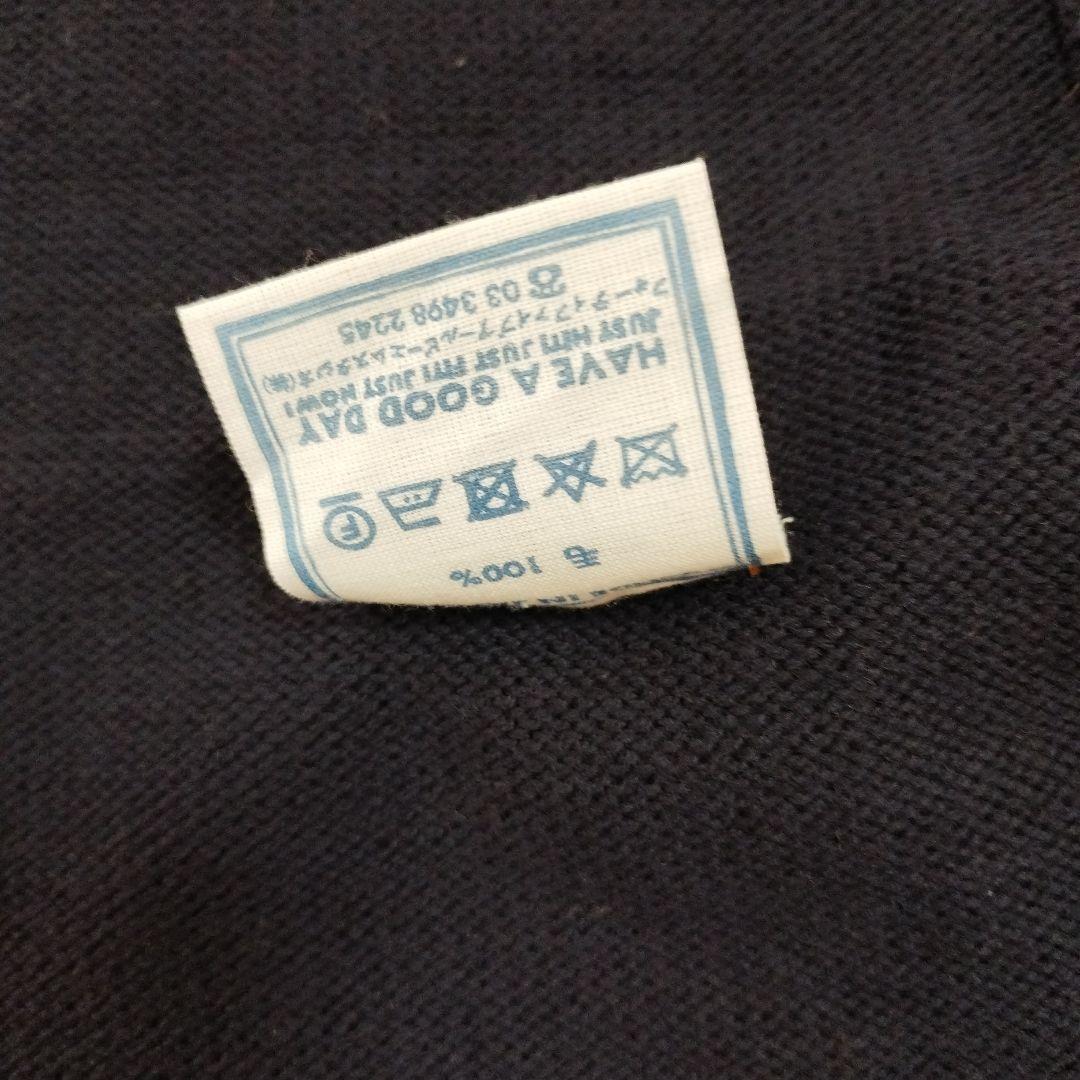 毛 100%
F
HAVE A GOOD DAY
JUST HIT! JUST FIT! JUST NOW!
フォーティファイブアールピーエムスタジオ(株)
☎ 03 3498 2245